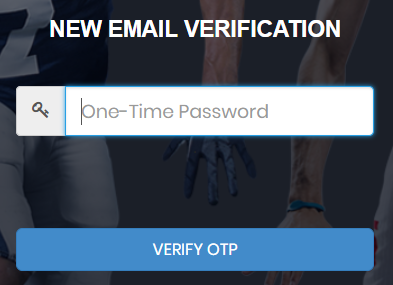 NEW EMAIL VERIFICATION
One-Time Password
VERIFY OTP